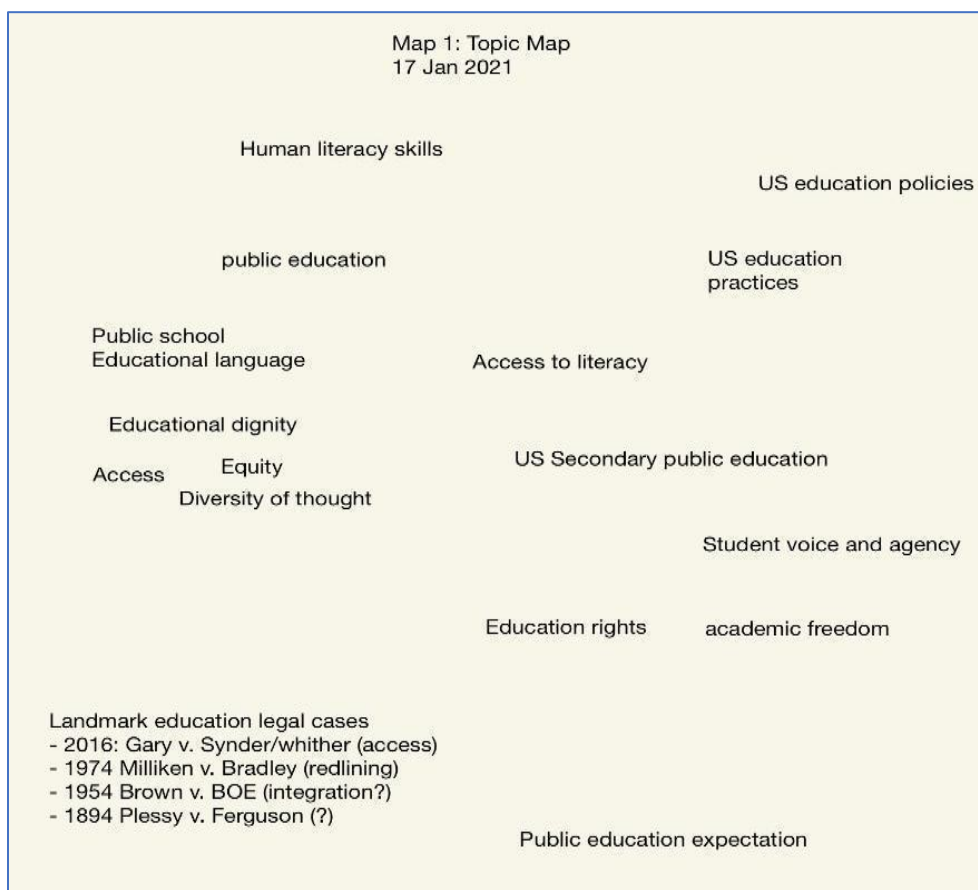 Map 1: Topic Map
17 Jan 2021
Human literacy skills
US education policies
public education
US education
practices
Public school
Educational language
Access to literacy
Educational dignity
Access
Equity
Diversity of thought
US Secondary public education
Student voice and agency
Education rights
academic freedom
Landmark education legal cases
- 2016: Gary v. Synder/whither (access)
- 1974 Milliken v. Bradley (redlining)
- 1954 Brown v. BOE (integration?)
- 1894 Plessy v. Ferguson (?)
Public education expectation